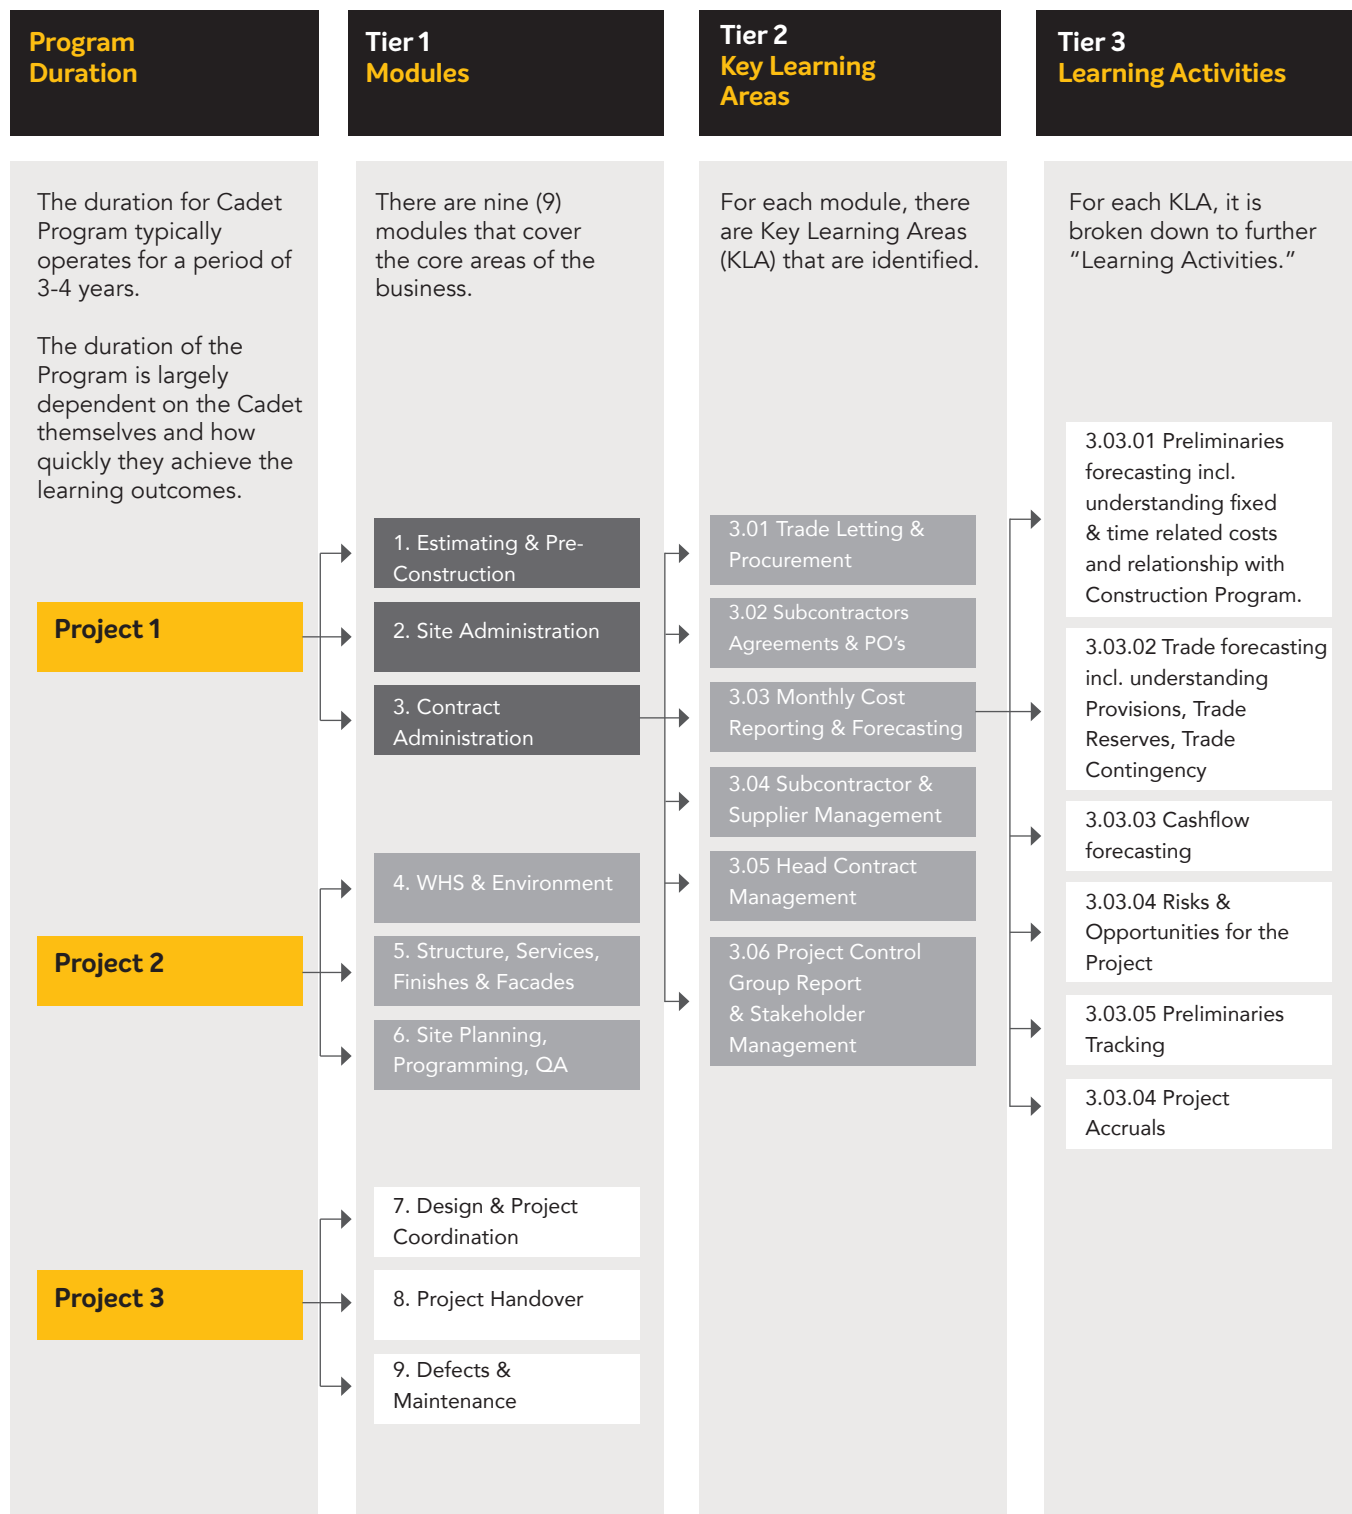 Program
Duration
Tier 1
Modules
Tier 2
Key Learning
Areas
Tier 3
Learning Activities
The duration for Cadet
Program typically
operates for a period of
3-4 years.
The duration of the
Program is largely
dependent on the Cadet
themselves and how
quickly they achieve the
learning outcomes.
Project 1
Project 2
Project 3
There are nine (9)
modules that cover
the core areas of the
business.
1. Estimating & Pre-
Construction
2. Site Administration
3. Contract
Administration
4. WHS & Environment
5. Structure, Services,
Finishes & Facades
6. Site Planning,
Programming, QA
7. Design & Project
Coordination
8. Project Handover
9. Defects &
Maintenance
For each module, there
are Key Learning Areas
(KLA) that are identified.
3.01 Trade Letting &
Procurement
3.02 Subcontractors
Agreements & PO's
3.03 Monthly Cost
Reporting & Forecasting
3.04 Subcontractor &
Supplier Management
3.05 Head Contract
Management
3.06 Project Control
Group Report
& Stakeholder
Management
For each KLA, it is
broken down to further
“Learning Activities.”
3.03.01 Preliminaries
forecasting incl.
understanding fixed
& time related costs
and relationship with
Construction Program.
3.03.02 Trade forecasting
incl. understanding
Provisions, Trade
Reserves, Trade
Contingency
3.03.03 Cashflow
forecasting
3.03.04 Risks &
Opportunities for the
Project
3.03.05 Preliminaries
Tracking
3.03.04 Project
Accruals